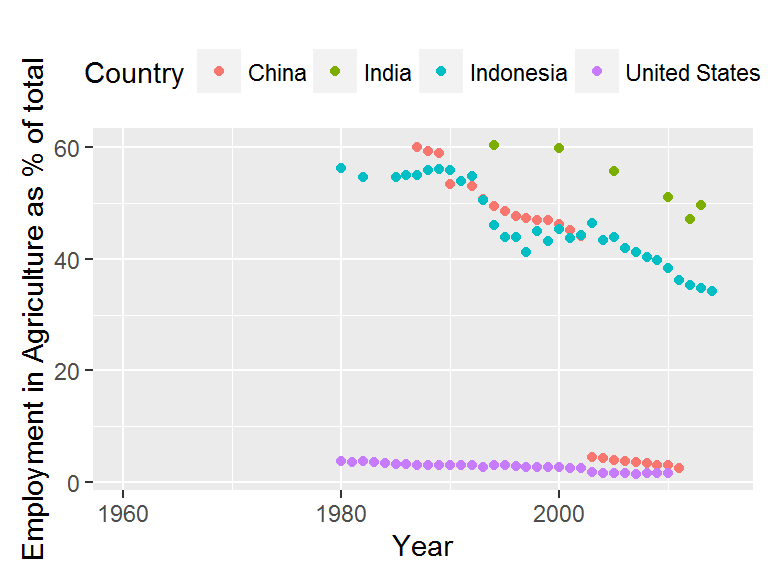 Country China India Indonesia United States
Employment in Agriculture as % of total
60
40
20
0
1960 1980 2000
Year